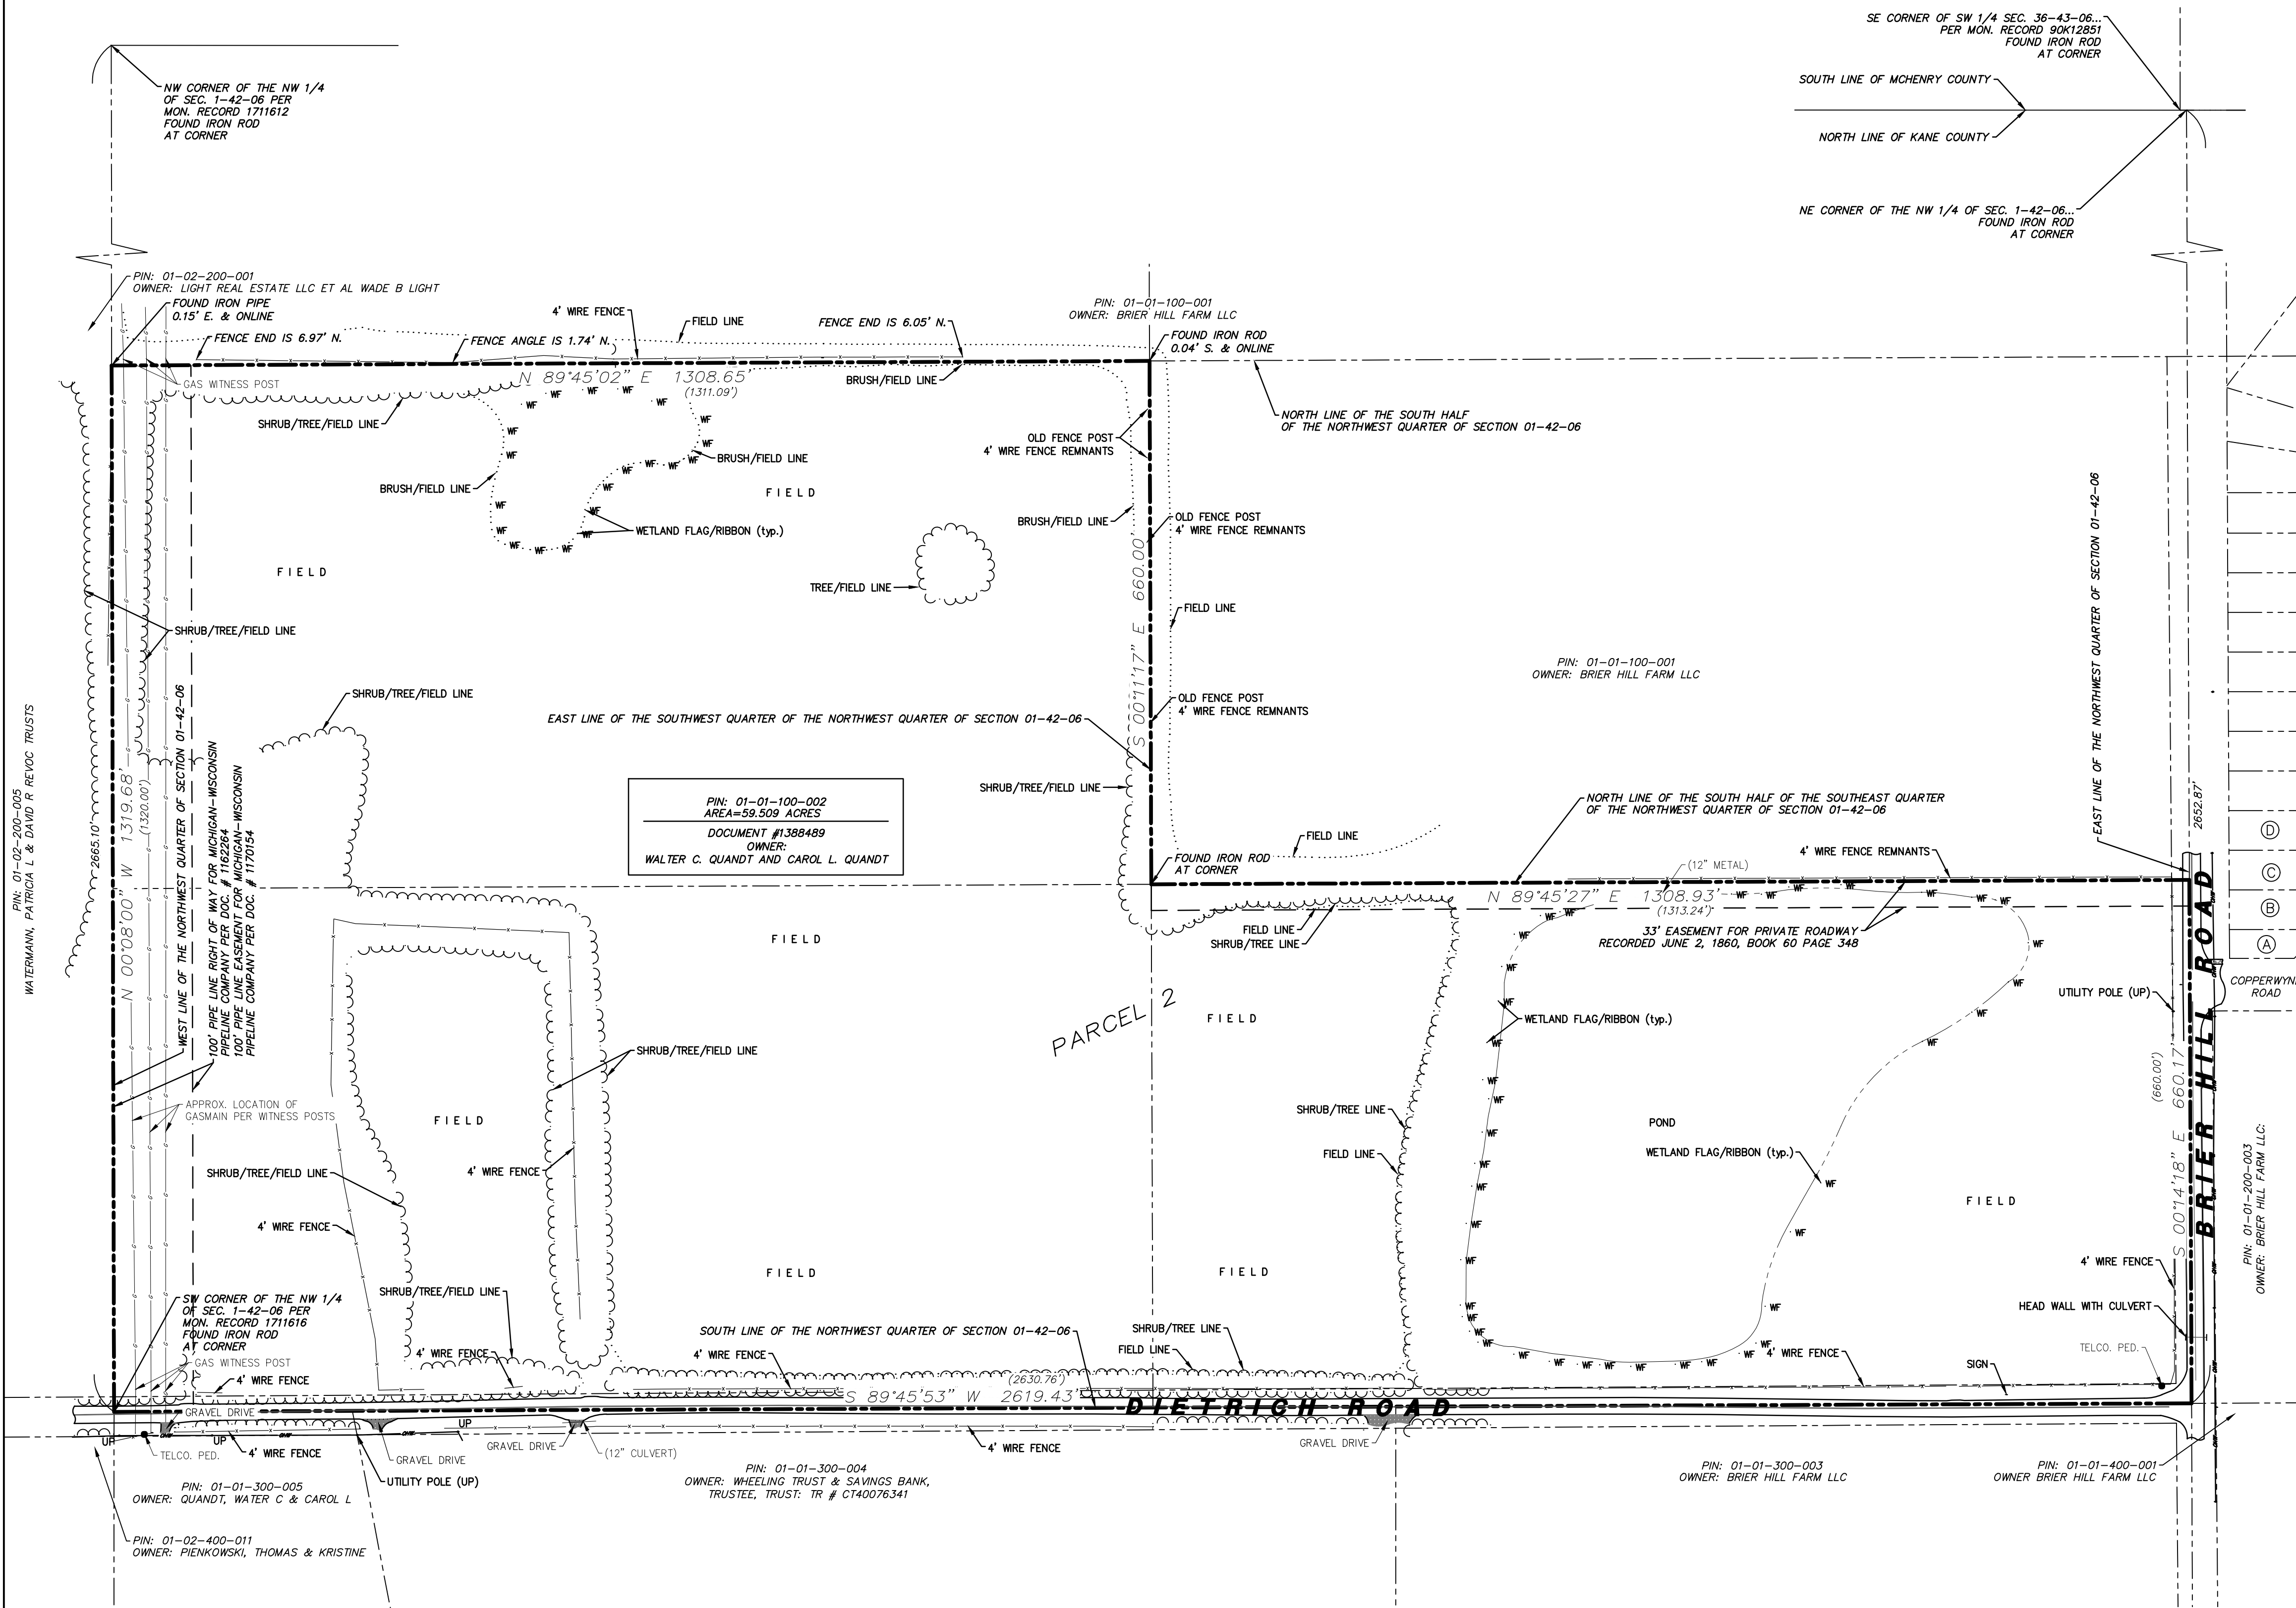 SE CORNER OF SW 1/4 SEC. 36-43-06...
PER MON. RECORD 90K12851
FOUND IRON ROD
AT CORNER
SOUTH LINE OF MCHENRY COUNTY
NORTH LINE OF KANE COUNTY
NE CORNER OF THE NW 1/4 OF SEC. 1-42-06...
FOUND IRON ROD
AT CORNER
NW CORNER OF THE NW 1/4
OF SEC. 1-42-06 PER
MON. RECORD 1711612
FOUND IRON ROD
AT CORNER
PIN: 01-02-200-001
OWNER: LIGHT REAL ESTATE LLC ET AL WADE B LIGHT
FOUND IRON PIPE
0.15' E. & ONLINE
FENCE END IS 6.97' N.
4' WIRE FENCE
FIELD LINE
FENCE ANGLE IS 1.74' N.
FENCE END IS 6.05' N.
PIN: 01-01-100-001
OWNER: BRIER HILL FARM LLC
FOUND IRON ROD
0.04' S. & ONLINE
GAS WITNESS POST
N 89°45'02" E 1308.65'
(1311.09')
BRUSH/FIELD LINE
SHRUB/TREE/FIELD LINE
NORTH LINE OF THE SOUTH HALF
OF THE NORTHWEST QUARTER OF SECTION 01-42-06
OLD FENCE POST
4' WIRE FENCE REMNANTS
BRUSH/FIELD LINE
BRUSH/FIELD LINE
FIELD
WETLAND FLAG/RIBBON (typ.)
BRUSH/FIELD LINE
OLD FENCE POST
4' WIRE FENCE REMNANTS
FIELD
TREE/FIELD LINE
FIELD LINE
SHRUB/TREE/FIELD LINE
S 00°11'17" E 660.00'
EAST LINE OF THE NORTHWEST QUARTER OF SECTION 01-42-06
PIN: 01-01-100-001
OWNER: BRIER HILL FARM LLC
SHRUB/TREE/FIELD LINE
OLD FENCE POST
4' WIRE FENCE REMNANTS
EAST LINE OF THE SOUTHWEST QUARTER OF THE NORTHWEST QUARTER OF SECTION 01-42-06
PIN: 01-02-200-005
WATERMANN, PATRICIA L & DAVID R REVOC TRUSTS
2665.10'
N 00°08'00" W 1319.68'
(1320.00')
WEST LINE OF THE NORTHWEST QUARTER OF SECTION 01-42-06
100' PIPE LINE RIGHT OF WAY FOR MICHIGAN-WISCONSIN
PIPELINE COMPANY PER DOC. # 1162264
100' PIPE LINE EASEMENT FOR MICHIGAN-WISCONSIN
PIPELINE COMPANY PER DOC. # 1170154
PIN: 01-01-100-002
AREA=59.509 ACRES
DOCUMENT #1388489
OWNER:
WALTER C. QUANDT AND CAROL L. QUANDT
SHRUB/TREE/FIELD LINE
NORTH LINE OF THE SOUTH HALF OF THE SOUTHEAST QUARTER
OF THE NORTHWEST QUARTER OF SECTION 01-42-06
2652.87'
FIELD LINE
FOUND IRON ROD
AT CORNER
(12" METAL)
4' WIRE FENCE REMNANTS
N 89°45'27" E 1308.93'
(1313.24')
33' EASEMENT FOR PRIVATE ROADWAY
RECORDED JUNE 2, 1860, BOOK 60 PAGE 348
FIELD LINE
SHRUB/TREE LINE
D
C
B
A
FIELD
FIELD
PARCEL 2
WETLAND FLAG/RIBBON (typ.)
UTILITY POLE (UP)
BRIER HILL ROAD
ROAD
SHRUB/TREE/FIELD LINE
APPROX. LOCATION OF
GASMAIN PER WITNESS POSTS
FIELD
SHRUB/TREE LINE
FIELD LINE
POND
WETLAND FLAG/RIBBON (typ.)
(660.00')
S 00°14'18" E 660.17'
PIN: 01-01-200-003
OWNER: BRIER HILL FARM LLC:
SHRUB/TREE/FIELD LINE
4' WIRE FENCE
4' WIRE FENCE
FIELD
FIELD
FIELD
4' WIRE FENCE
HEAD WALL WITH CULVERT
SW CORNER OF THE NW 1/4
OF SEC. 1-42-06 PER
MON. RECORD 1711616
FOUND IRON ROD
AT CORNER
SHRUB/TREE/FIELD LINE
SOUTH LINE OF THE NORTHWEST QUARTER OF SECTION 01-42-06
SHRUB/TREE LINE
FIELD LINE
4' WIRE FENCE
4' WIRE FENCE
4' WIRE FENCE
SIGN
TELCO. PED.
GAS WITNESS POST
4' WIRE FENCE
(2630.76')
S 89°45'53" W 2619.43'
DIETRICH ROAD
GRAVEL DRIVE
UP
UP
UP
TELCO. PED.
4' WIRE FENCE
GRAVEL DRIVE
UTILITY POLE (UP)
GRAVEL DRIVE
(12" CULVERT)
4' WIRE FENCE
GRAVEL DRIVE
PIN: 01-01-300-005
OWNER: QUANDT, WATER C & CAROL L
PIN: 01-01-300-004
OWNER: WHEELING TRUST & SAVINGS BANK,
TRUSTEE, TRUST: TR # CT40076341
PIN: 01-01-300-003
OWNER: BRIER HILL FARM LLC
PIN: 01-01-400-001
OWNER BRIER HILL FARM LLC
PIN: 01-02-400-011
OWNER: PIENKOWSKI, THOMAS & KRISTINE